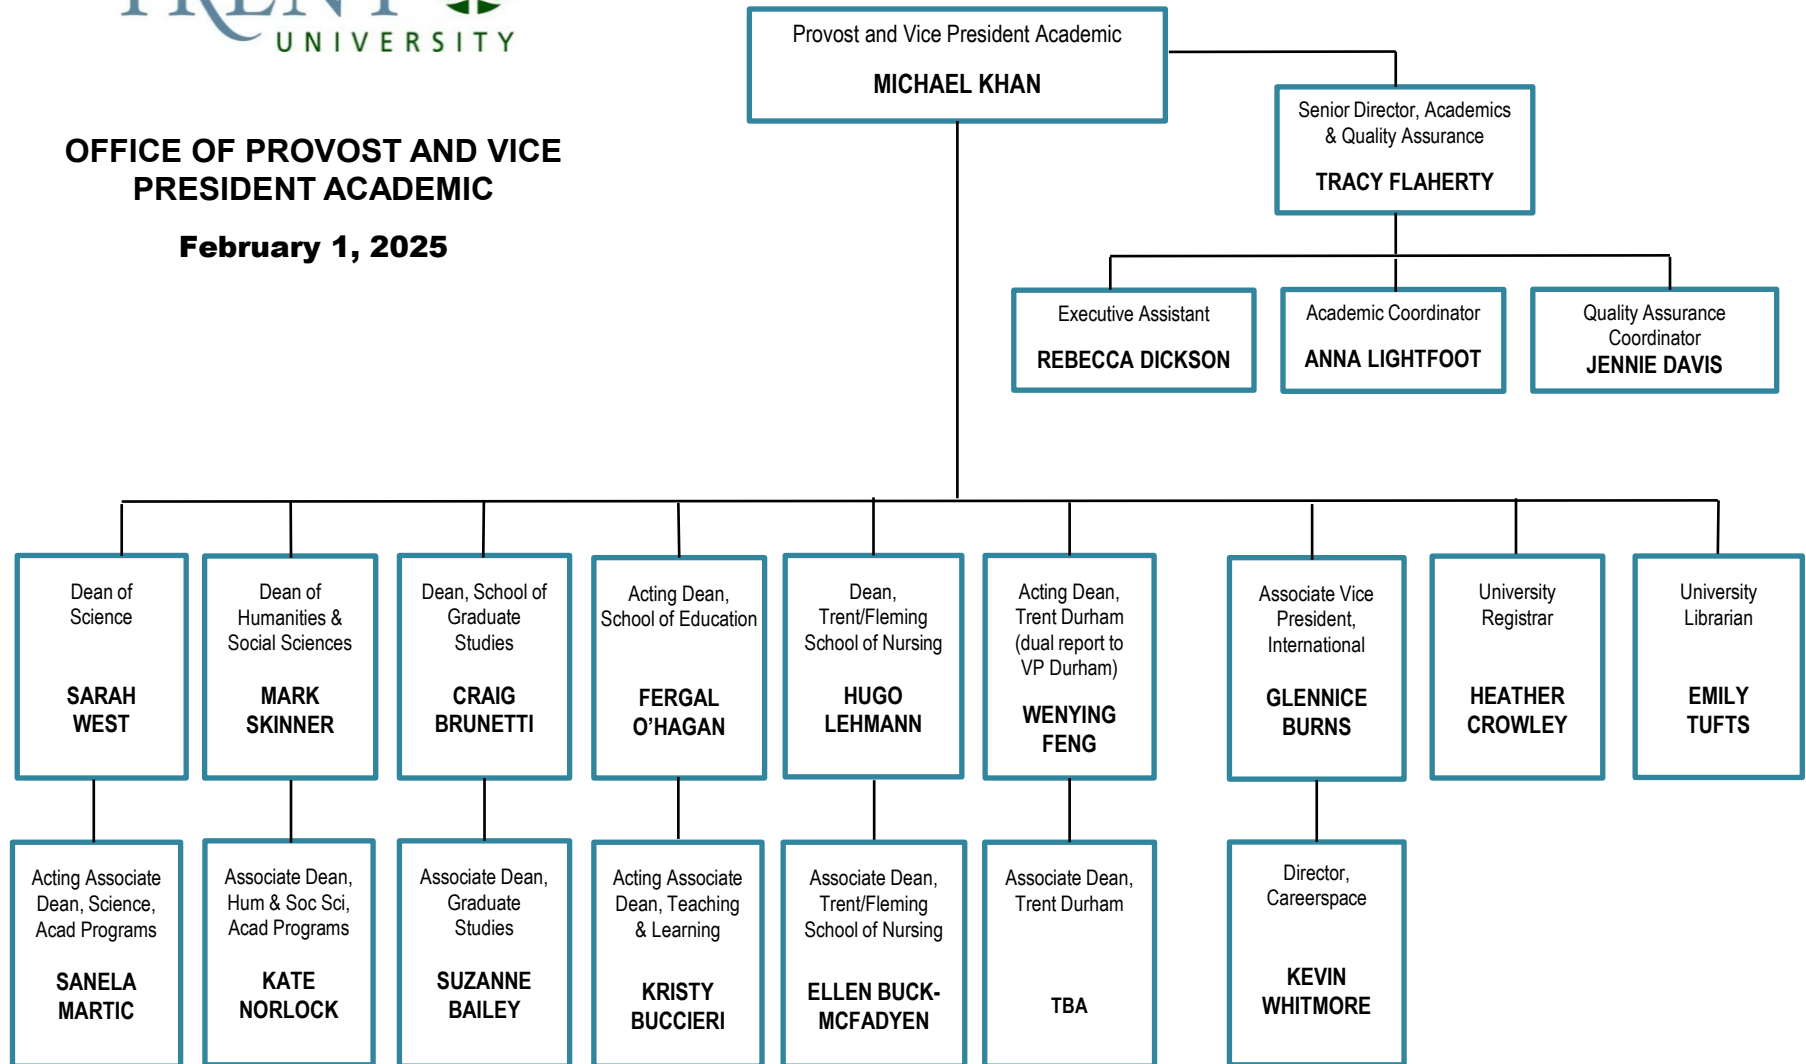 TRENT
UNIVERSITY
OFFICE OF PROVOST AND VICE
PRESIDENT ACADEMIC
February 1, 2025
Provost and Vice President Academic
MICHAEL KHAN
Senior Director, Academics
& Quality Assurance
TRACY FLAHERTY
Executive Assistant
REBECCA DICKSON
Academic Coordinator
ANNA LIGHTFOOT
Quality Assurance
Coordinator
JENNIE DAVIS
Dean of
Science
SARAH
WEST
Dean of
Humanities &
Social Sciences
MARK
SKINNER
Dean, School of
Graduate
Studies
CRAIG
BRUNETTI
Acting Dean,
School of Education
FERGAL
O’HAGAN
Dean,
Trent/Fleming
School of Nursing
HUGO
LEHMANN
Acting Dean,
Trent Durham
(dual report to
VP Durham)
WENYING
FENG
Associate Vice
President,
International
GLENNICE
BURNS
University
Registrar
HEATHER
CROWLEY
University
Librarian
EMILY
TUFTS
Acting Associate
Dean, Science,
Acad Programs
SANELA
MARTIC
Associate Dean,
Hum & Soc Sci,
Acad Programs
KATE
NORLOCK
Associate Dean,
Graduate
Studies
SUZANNE
BAILEY
Acting Associate
Dean, Teaching
& Learning
KRISTY
BUCCIERI
Associate Dean,
Trent/Fleming
School of Nursing
ELLEN BUCK-
MCFADYEN
Associate Dean,
Trent Durham
TBA
Director,
Careerspace
KEVIN
WHITMORE